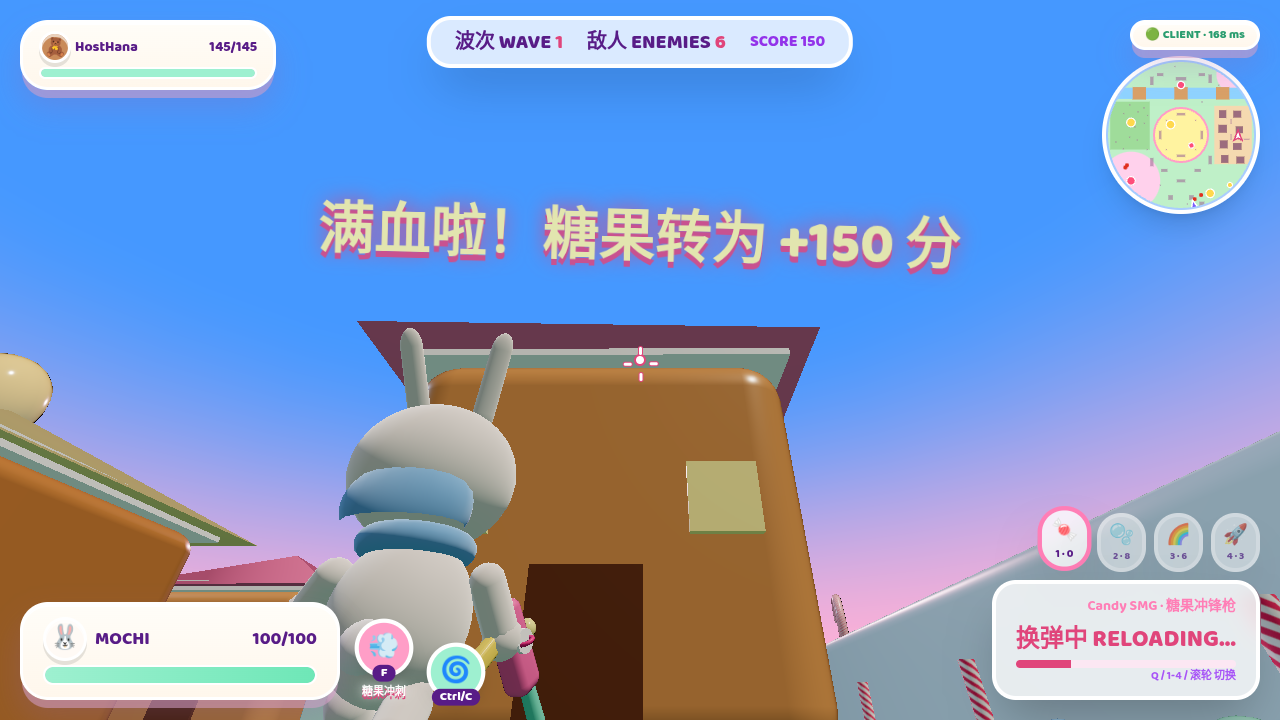 HostHana 145/145
波次 WAVE 1 敌人 ENEMIES 6 SCORE 150
CLIENT · 168 ms
满血啦！糖果转为 +150 分
1·0 2·8 3·6 4·3
Candy SMG · 糖果冲锋枪
换弹中 RELOADING...
Q / 1-4 / 滚轮 切换
MOCHI 100/100
F
糖果冲刺
Ctrl/C